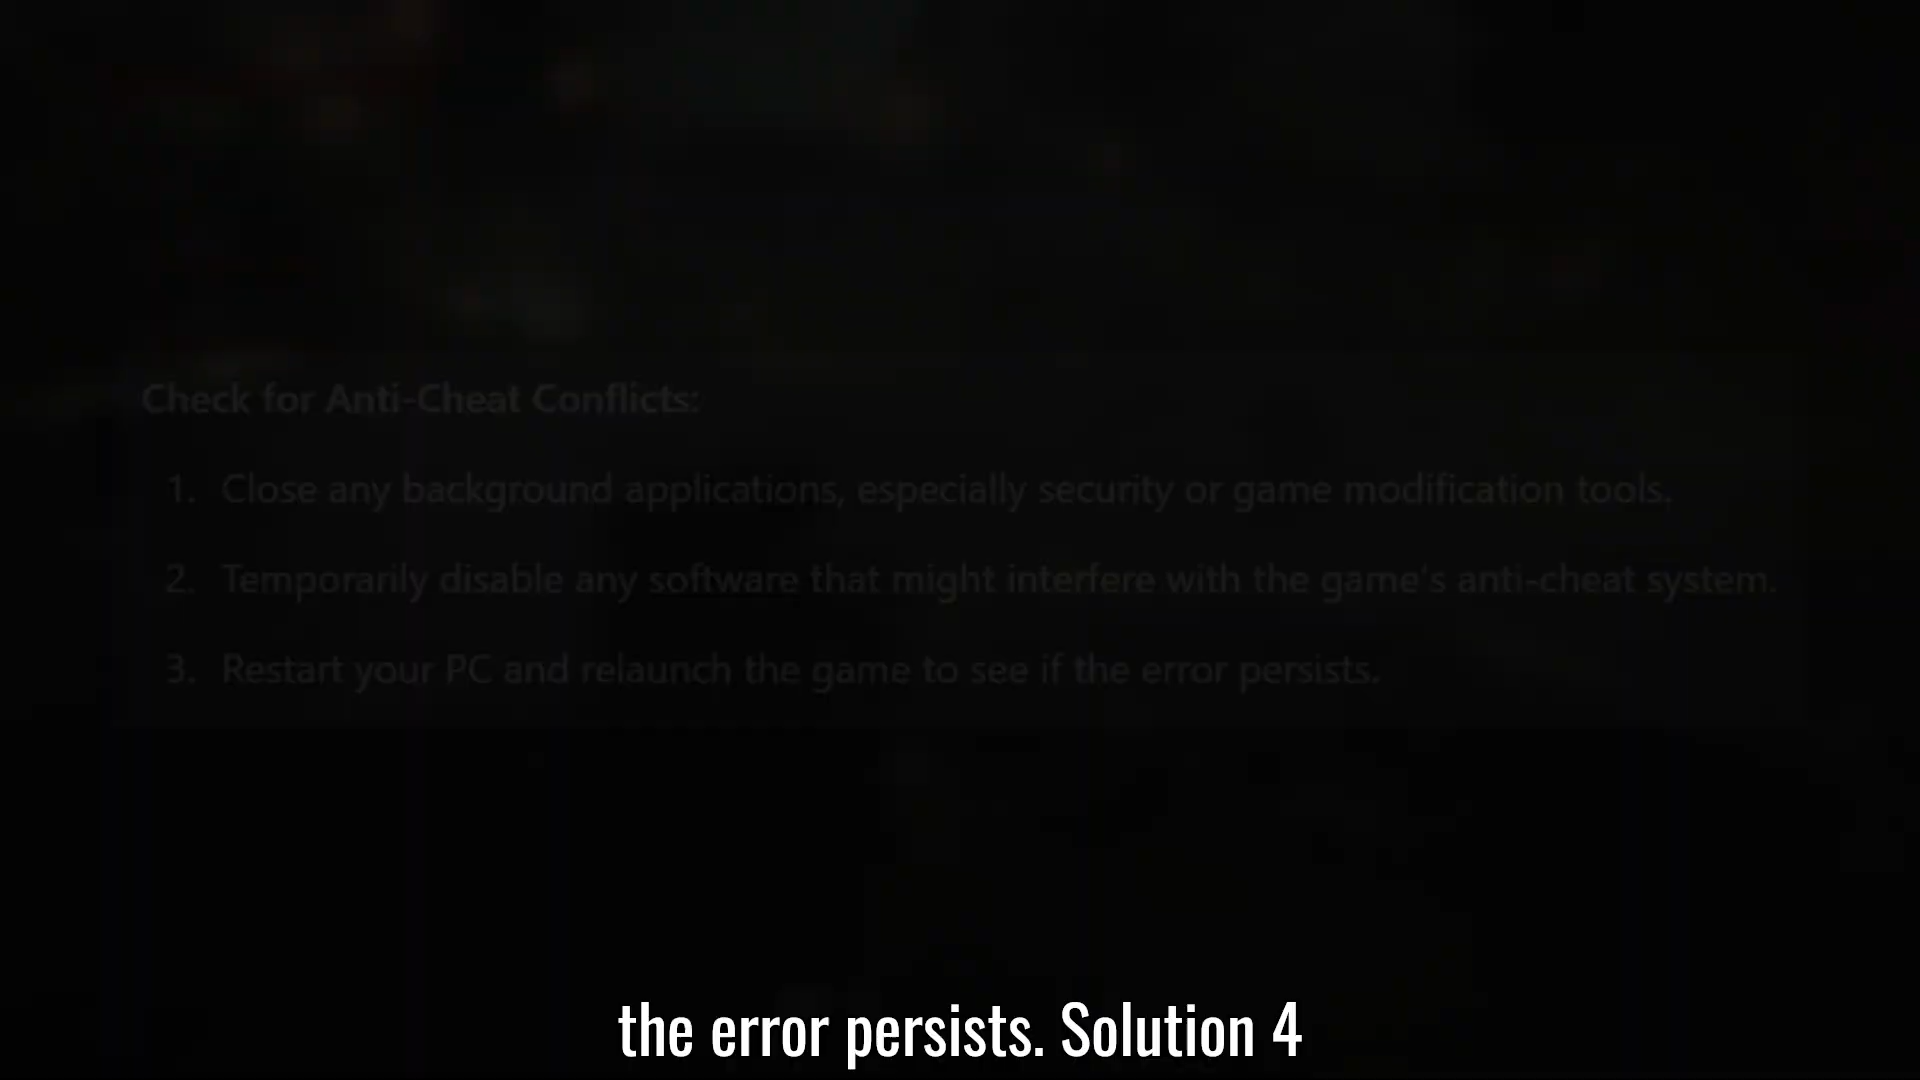 Check for Anti-Cheat Conflicts:
1. Close any background applications, especially security or game modification tools.
2. Temporarily disable any software that might interfere with the game's anti-cheat system.
3. Restart your PC and relaunch the game to see if the error persists.
the error persists. Solution 4